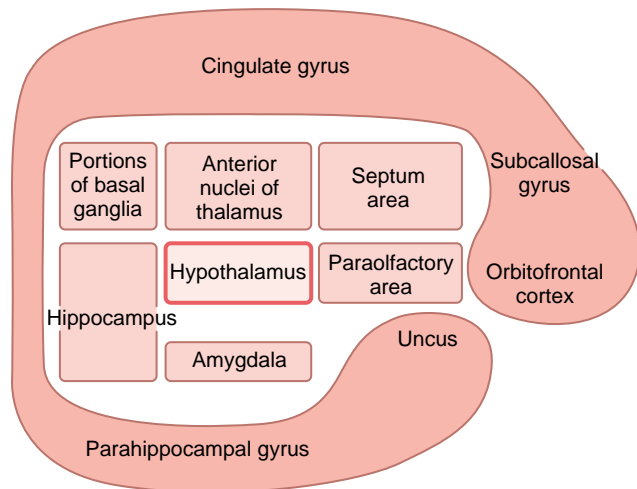 Cingulate gyrus
Portions
of basal
ganglia
Anterior
nuclei of
thalamus
Septum
area
Subcallosal
gyrus
Hypothalamus
Paraolfactory
area
Orbitofrontal
cortex
Hippocampus
Uncus
Amygdala
Parahippocampal gyrus